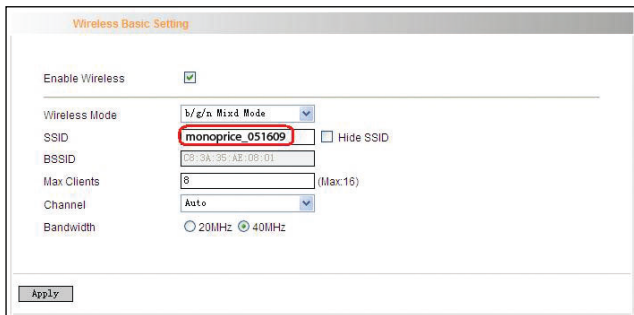 Wireless Basic Setting
Enable Wireless
Wireless Mode b/g/n Mixd Mode
SSID monoprice_051609 Hide SSID
BSSID C8:3A:35:AE:08:01
Max Clients 8 (Max:16)
Channel Auto
Bandwidth 20MHz 40MHz
Apply